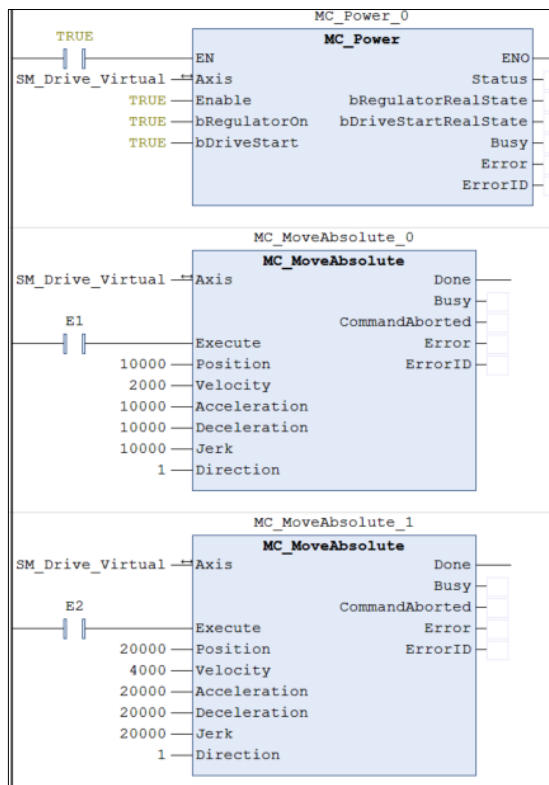 MC_Power_0
TRUE
MC_Power
EN ENO
SM_Drive_Virtual Axis Status
TRUE Enable bRegulatorRealState
TRUE bRegulatorOn bDriveStartRealState
TRUE bDriveStart Busy
Error
ErrorID
MC_MoveAbsolute_0
MC_MoveAbsolute
SM_Drive_Virtual Axis Done
Busy
E1 CommandAborted
Execute Error
10000 Position ErrorID
2000 Velocity
10000 Acceleration
10000 Deceleration
10000 Jerk
1 Direction
MC_MoveAbsolute_1
MC_MoveAbsolute
SM_Drive_Virtual Axis Done
Busy
E2 CommandAborted
Execute Error
20000 Position ErrorID
4000 Velocity
20000 Acceleration
20000 Deceleration
20000 Jerk
1 Direction